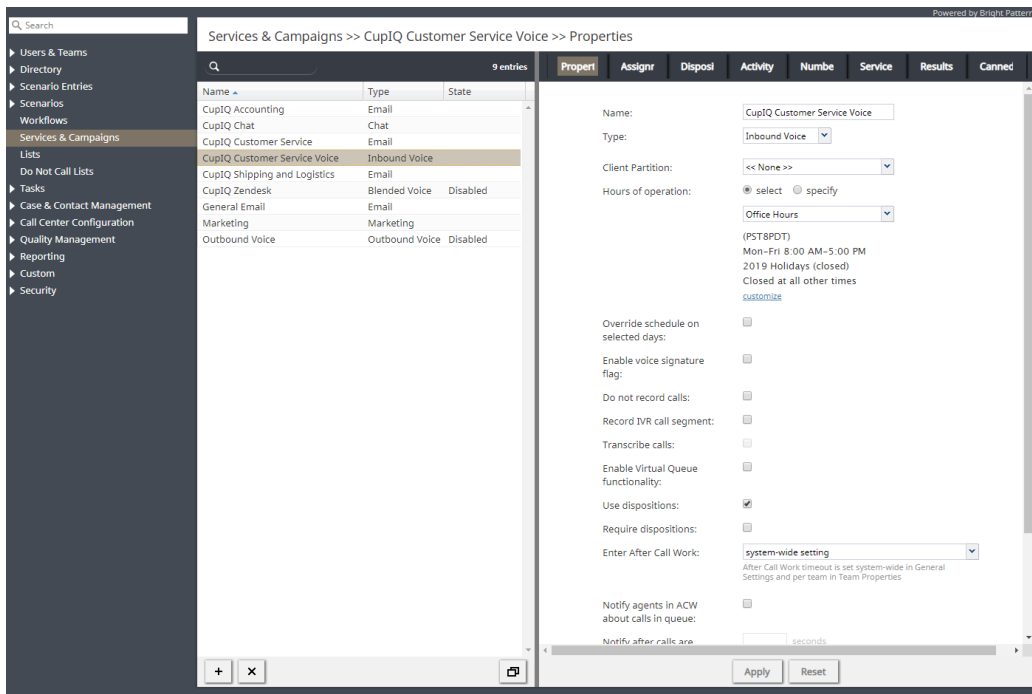 Powered by Bright Pattern
Search
Services & Campaigns >> CupIQ Customer Service Voice >> Properties
Users & Teams
Directory
Scenario Entries
Scenarios
Workflows
Services & Campaigns
Lists
Do Not Call Lists
Tasks
Case & Contact Management
Call Center Configuration
Quality Management
Reporting
Custom
Security
9 entries
Name Type State
CupIQ Accounting Email
CupIQ Chat Chat
CupIQ Customer Service Email
CupIQ Customer Service Voice Inbound Voice
CupIQ Shipping and Logistics Email
CupIQ Zendesk Blended Voice Disabled
General Email Email
Marketing Marketing
Outbound Voice Outbound Voice Disabled
Propert Assignr Disposi Activity Numbe Service Results Canned
Name: CupIQ Customer Service Voice
Type: Inbound Voice
Client Partition: << None >>
Hours of operation: select specify
Office Hours
(PST8PDT)
Mon-Fri 8:00 AM-5:00 PM
2019 Holidays (closed)
Closed at all other times
customize
Override schedule on
selected days:
Enable voice signature
flag:
Do not record calls:
Record IVR call segment:
Transcribe calls:
Enable Virtual Queue
functionality:
Use dispositions:
Require dispositions:
Enter After Call Work: system-wide setting
After Call Work timeout is set system-wide in General
Settings and per team in Team Properties
Notify agents in ACW
about calls in queue:
Notify after calls are seconds
Apply Reset